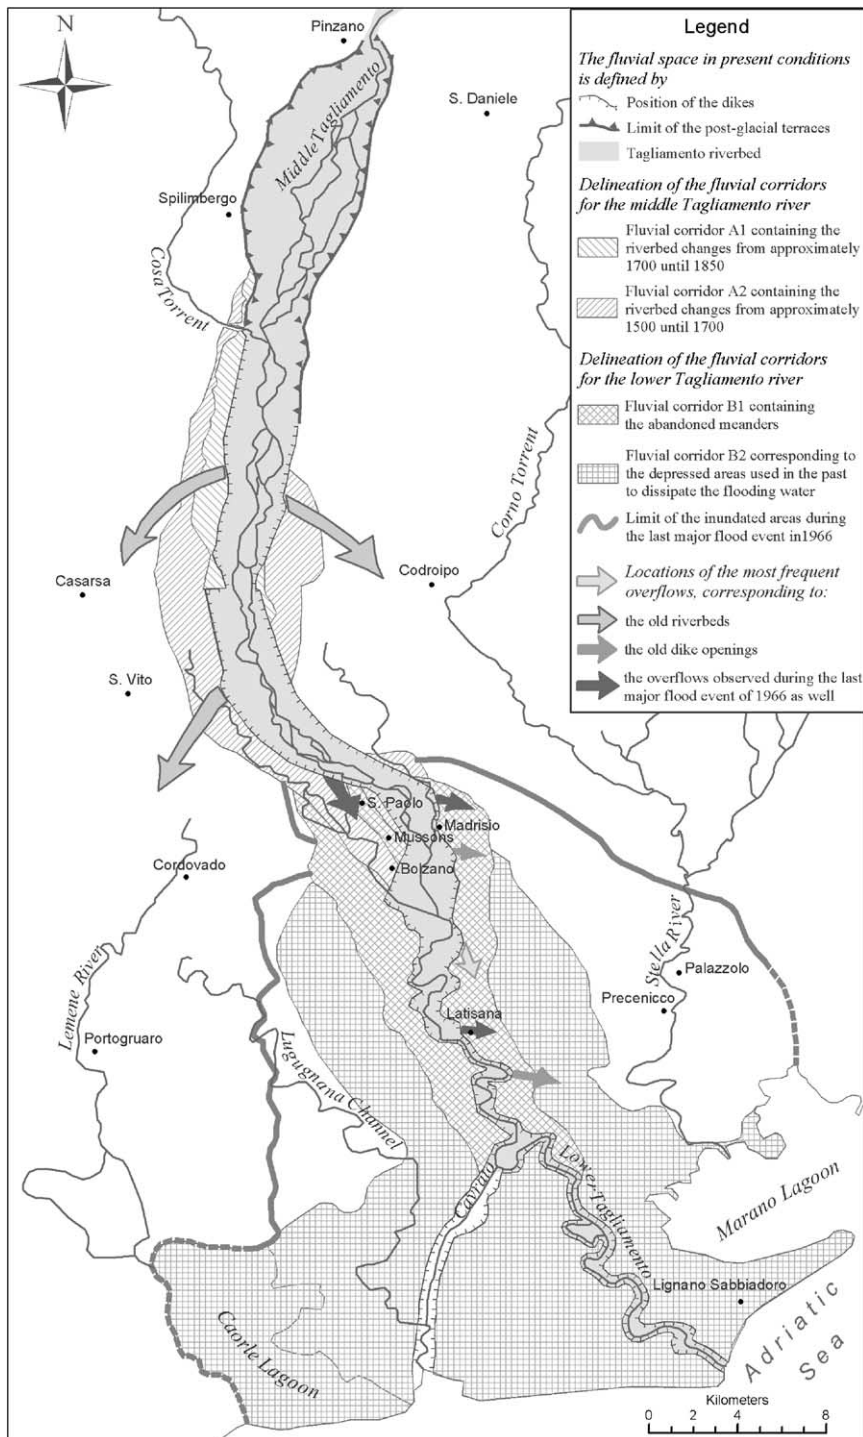 N
Pinzano
S. Daniele
Middle Tagliamento
Spilimbergo
Cosa Torrent
Corno Torrent
Casarsa
Codroipo
S. Vito
S. Paolo
Madrisio
Mussons
Bolzano
Cordovado
Lemene River
Stella River
Palazzolo
Precenicco
Portogruaro
Latisana
Lugugnana Channel
Cavrato
Lower Tagliamento
Marano Lagoon
Lignano Sabbiadoro
Caorle Lagoon
Adriatic
Sea
Kilometers
0 2 4 8
Legend
The fluvial space in present conditions
is defined by
Position of the dikes
Limit of the post-glacial terraces
Tagliamento riverbed
Delineation of the fluvial corridors
for the middle Tagliamento river
Fluvial corridor A1 containing the
riverbed changes from approximately
1700 until 1850
Fluvial corridor A2 containing the
riverbed changes from approximately
1500 until 1700
Delineation of the fluvial corridors
for the lower Tagliamento river
Fluvial corridor B1 containing
the abandoned meanders
Fluvial corridor B2 corresponding to
the depressed areas used in the past
to dissipate the flooding water
Limit of the inundated areas during
the last major flood event in1966
Locations of the most frequent
overflows, corresponding to:
the old riverbeds
the old dike openings
the overflows observed during the last
major flood event of 1966 as well